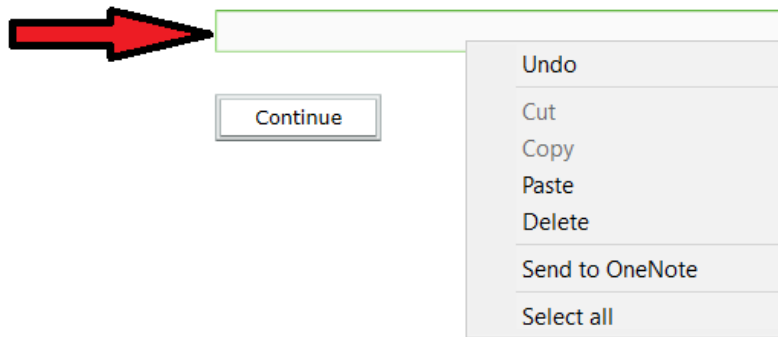 Undo
Continue
Cut
Copy
Paste
Delete
Send to OneNote
Select all